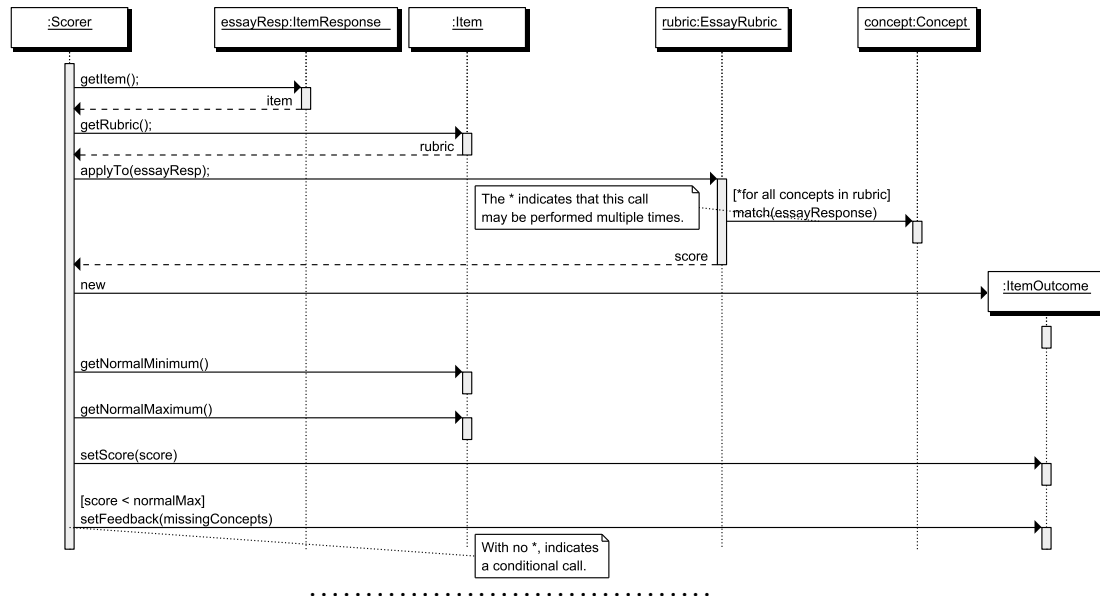 :Scorer
essayResp:ItemResponse
:Item
rubric:EssayRubric
concept:Concept
getItem();
item
getRubric();
rubric
applyTo(essayResp);
The * indicates that this call
may be performed multiple times.
[*for all concepts in rubric]
match(essayResponse)
score
new
:ItemOutcome
getNormalMinimum()
getNormalMaximum()
setScore(score)
[score < normalMax]
setFeedback(missingConcepts)
With no *, indicates
a conditional call.